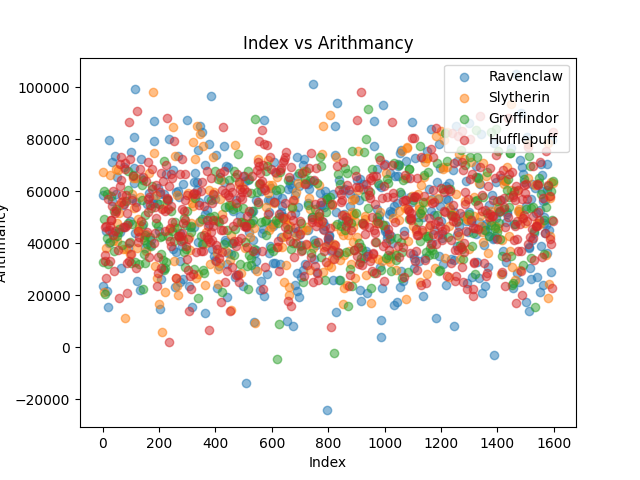 Index vs Arithmancy
Ravenclaw
Slytherin
Gryffindor
Hufflepuff
100000
80000
60000
40000
20000
0
−20000
Arithmancy
0 200 400 600 800 1000 1200 1400 1600
Index